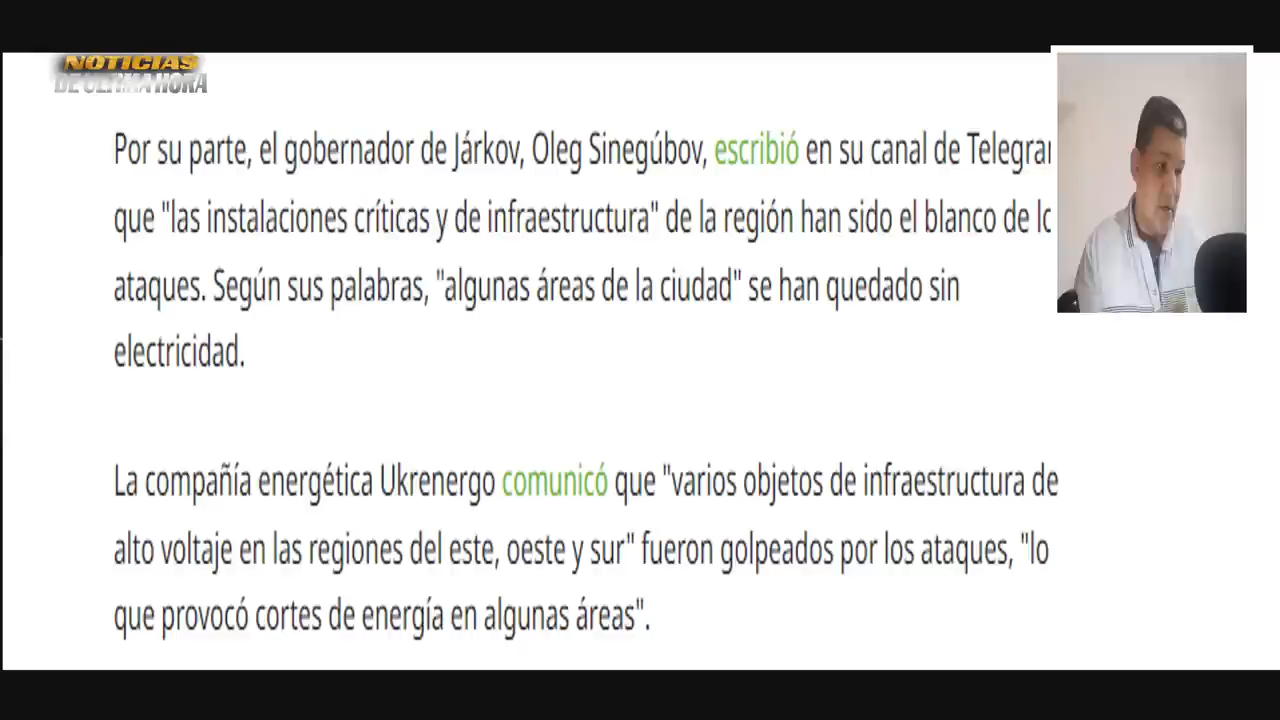 NOTICIAS
DE ULTIMA HORA
Por su parte, el gobernador de Járkov, Oleg Sinegúbov, escribió en su canal de
que "las instalaciones críticas y de infraestructura" de la región han sido el blanco de
ataques. Según sus palabras, "algunas áreas de la ciudad" se han quedado sin
electricidad.
La compañía energética Ukrenergo comunicó que "varios objetos de infraestructura de
alto voltaje en las regiones del este, oeste y sur" fueron golpeados por los ataques, "lo
que provocó cortes de energía en algunas áreas".